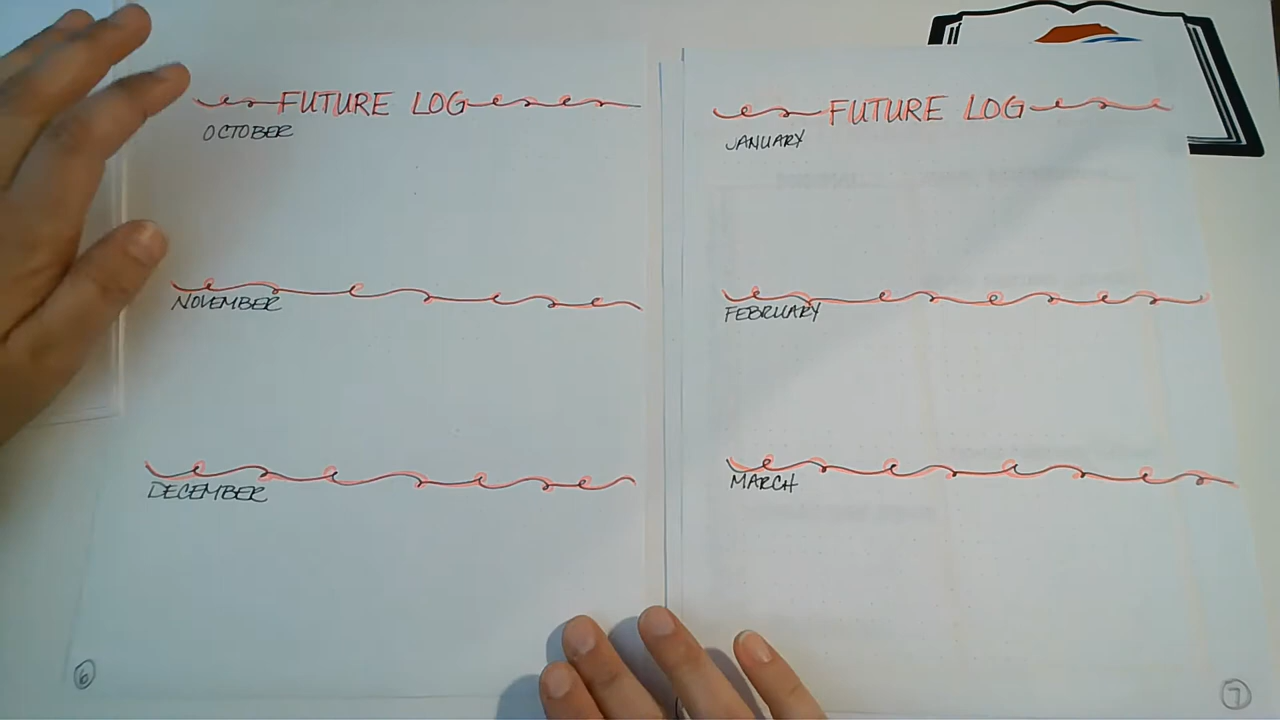 FUTURE LOG
OCTOBER
NOVEMBER
DECEMBER
6
FUTURE LOG
JANUARY
FEBRUARY
MARCH
7